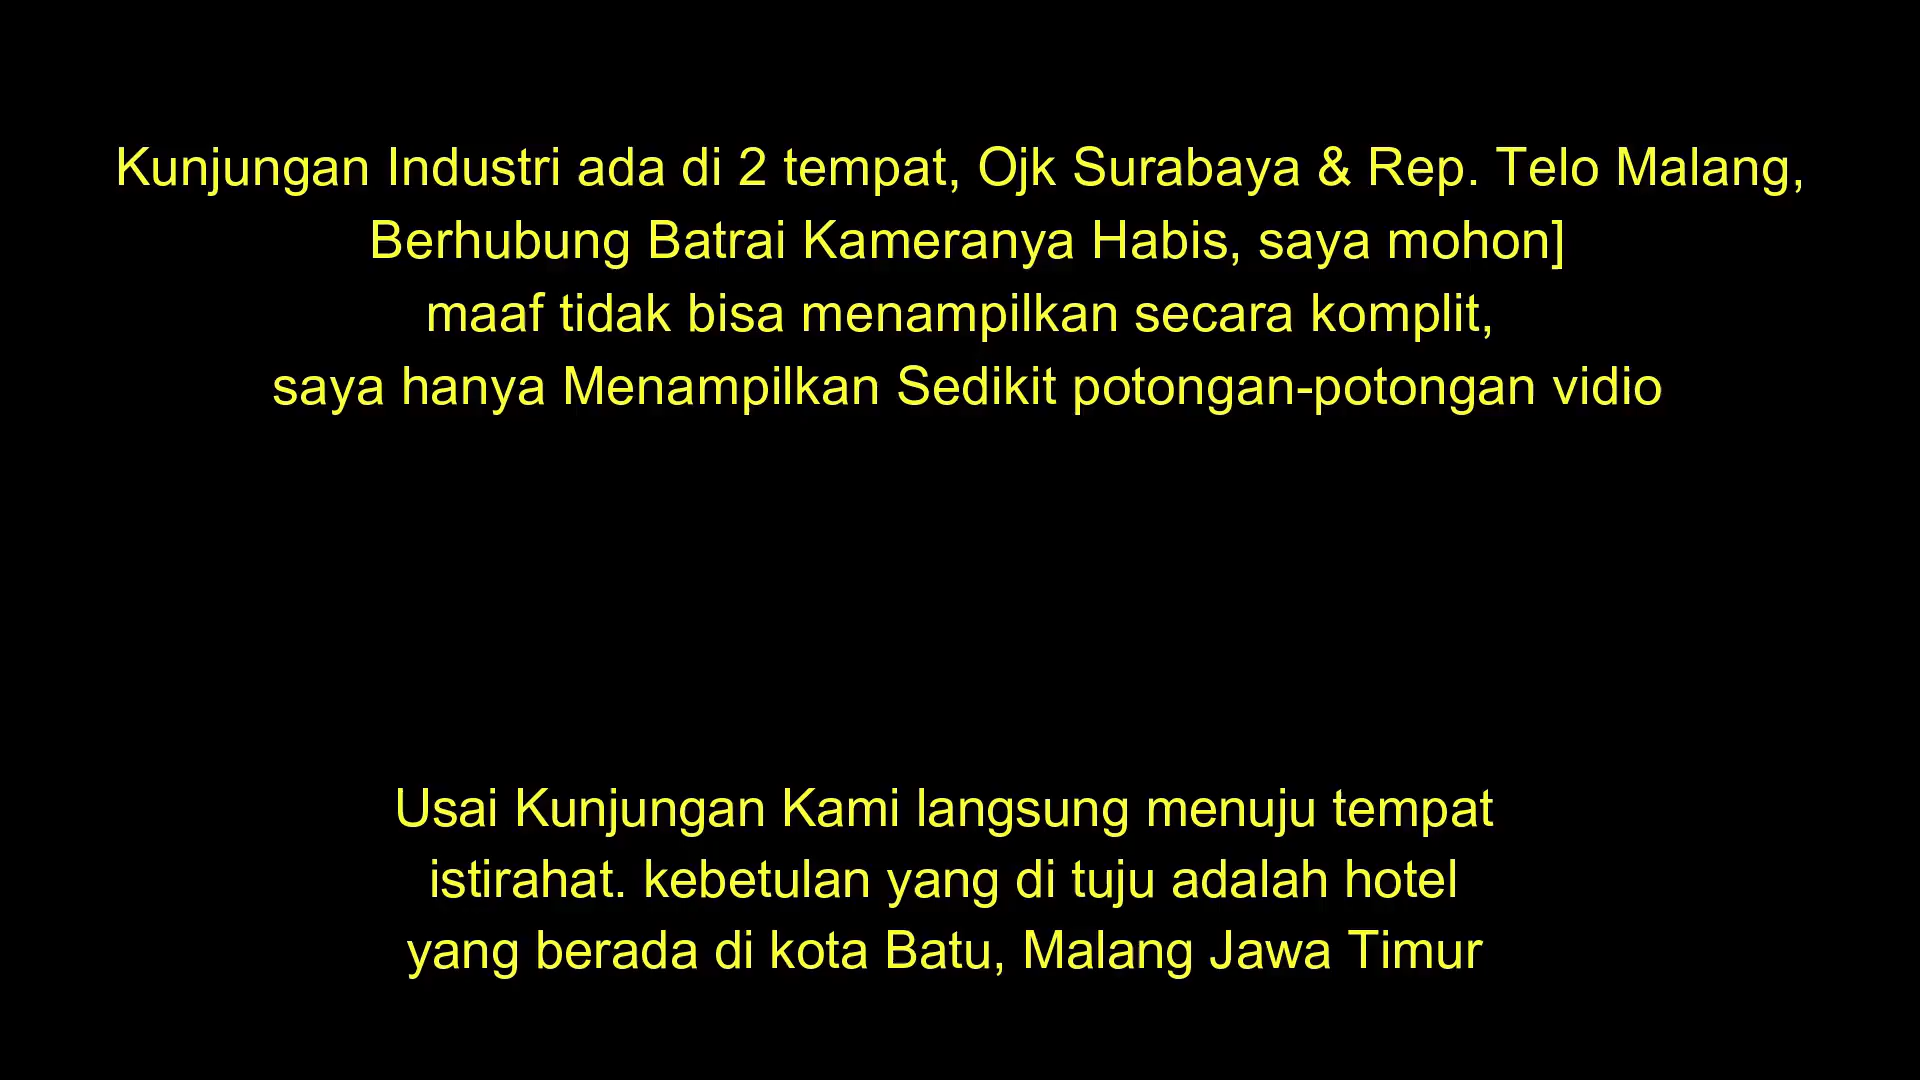 Kunjungan Industri ada di 2 tempat, Ojk Surabaya & Rep. Telo Malang,
Berhubung Batrai Kameranya Habis, saya mohon]
maaf tidak bisa menampilkan secara komplit,
saya hanya Menampilkan Sedikit potongan-potongan vidio
Usai Kunjungan Kami langsung menuju tempat
istirahat. kebetulan yang di tuju adalah hotel
yang berada di kota Batu, Malang Jawa Timur